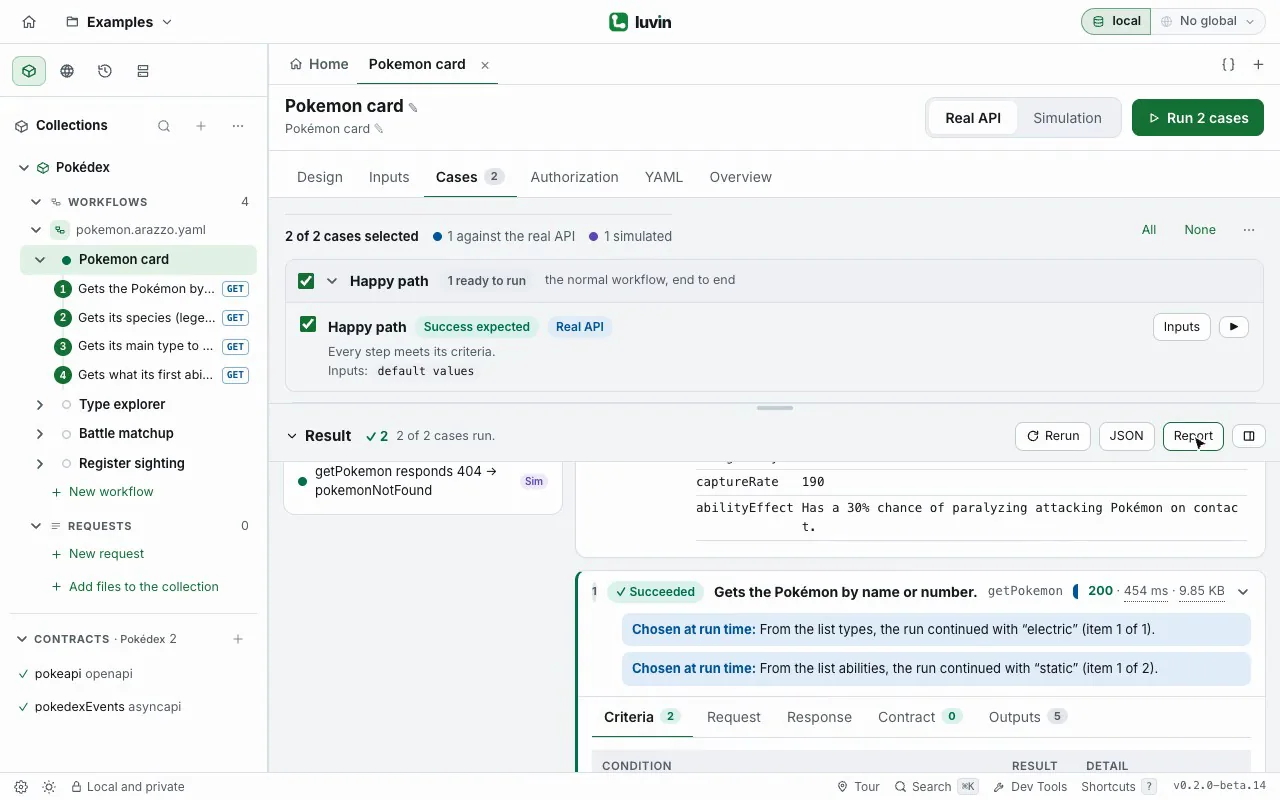 Examples
luvin
local
No global
Home
Pokemon card
Collections
Pokemon card
Pokémon card
Real API
Simulation
Run 2 cases
Pokédex
Design
Inputs
Cases 2
Authorization
YAML
Overview
WORKFLOWS 4
pokemon.arazzo.yaml
Pokemon card
1 Gets the Pokémon by... GET
2 Gets its species (lege... GET
3 Gets its main type to ... GET
4 Gets what its first abi... GET
Type explorer
Battle matchup
Register sighting
+ New workflow
REQUESTS 0
+ New request
+ Add files to the collection
CONTRACTS · Pokédex 2
pokeapi openapi
pokedexEvents asyncapi
2 of 2 cases selected
1 against the real API
1 simulated
All
None
Happy path
1 ready to run
the normal workflow, end to end
Happy path
Success expected
Real API
Inputs
Every step meets its criteria.
Inputs: default values
Result
2
2 of 2 cases run.
Rerun
JSON
Report
getPokemon responds 404 →
pokemonNotFound
Sim
captureRate 190
abilityEffect Has a 30% chance of paralyzing attacking Pokémon on contac
t.
1 ✓ Succeeded Gets the Pokémon by name or number. getPokemon 200 · 454 ms · 9.85 KB
Chosen at run time: From the list types, the run continued with “electric” (item 1 of 1).
Chosen at run time: From the list abilities, the run continued with “static” (item 1 of 2).
Criteria 2
Request
Response
Contract 0
Outputs 5
CONDITION
RESULT
DETAIL
Local and private
Tour
Search ⌘K
Dev Tools
Shortcuts ?
v0.2.0-beta.14